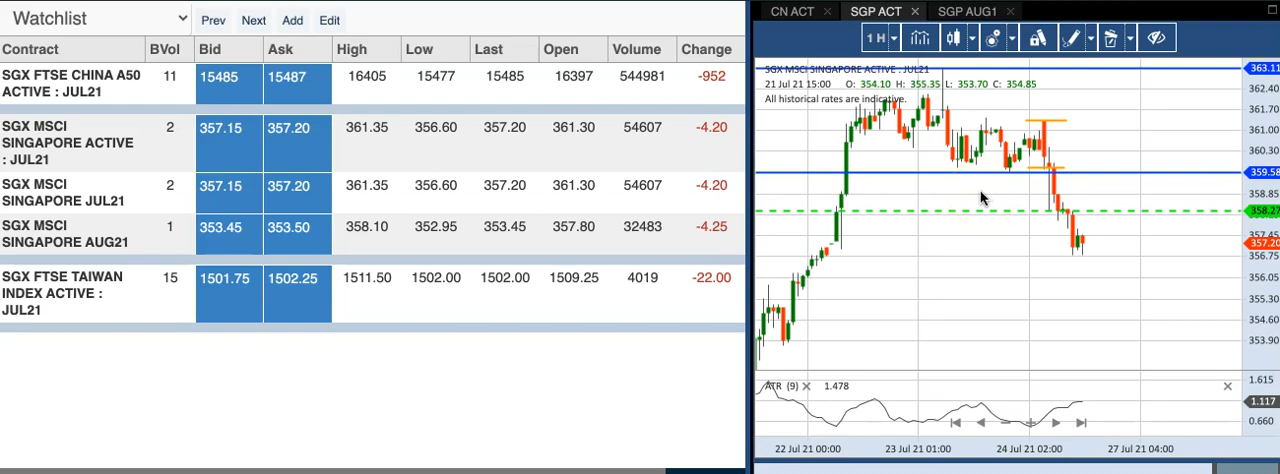 Watchlist Prev Next Add Edit
Contract BVol Bid Ask High Low Last Open Volume Change
SGX FTSE CHINA A50 11 15485 15487 16405 15477 15485 16397 544981 -952
ACTIVE : JUL21
SGX MSCI 2 357.15 357.20 361.35 356.60 357.20 361.30 54607 -4.20
SINGAPORE ACTIVE
: JUL21
SGX MSCI 2 357.15 357.20 361.35 356.60 357.20 361.30 54607 -4.20
SINGAPORE JUL21
SGX MSCI 1 353.45 353.50 358.10 352.95 353.45 357.80 32483 -4.25
SINGAPORE AUG21
SGX FTSE TAIWAN 15 1501.75 1502.25 1511.50 1502.00 1502.00 1509.25 4019 -22.00
INDEX ACTIVE :
JUL21
CN ACT SGP ACT SGP AUG1
1 H
SGX MSCI SINGAPORE ACTIVE : JUL21
21 Jul 21 15:00 O: 354.10 H: 355.35 L: 353.70 C: 354.85
All historical rates are indicative.
363.11
362.40
361.70
361.00
360.30
359.58
358.85
358.27
357.45
357.20
356.75
356.05
355.30
354.60
353.90
ATR (9) 1.478
1.615
1.117
0.660
22 Jul 21 00:00 23 Jul 21 01:00 24 Jul 21 02:00 27 Jul 21 04:00